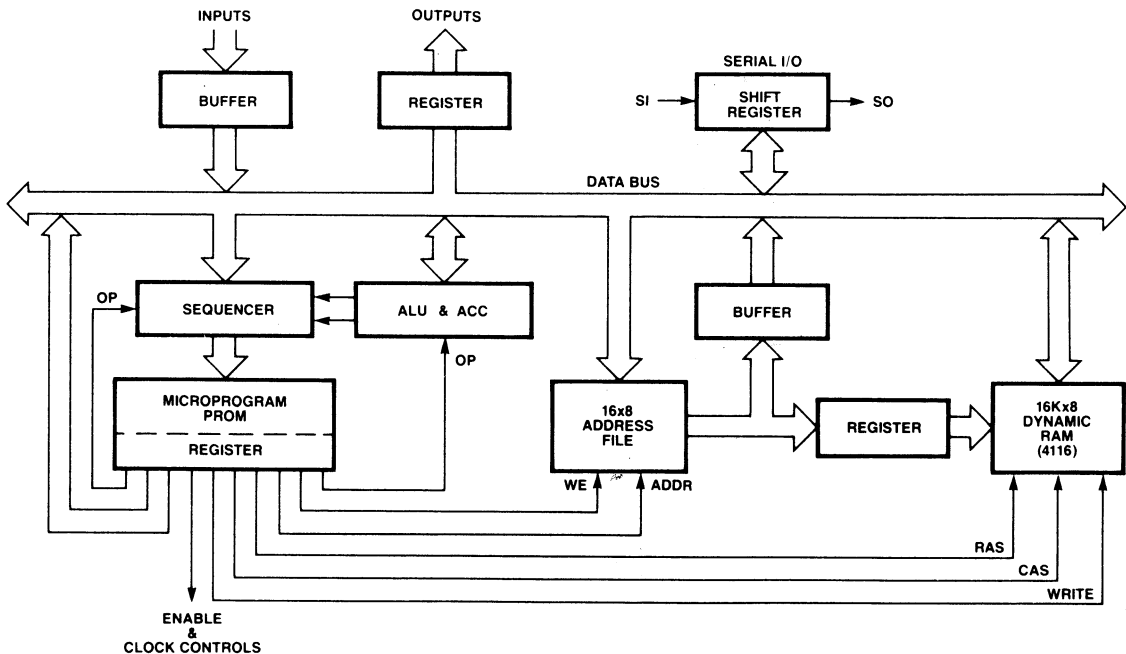 INPUTS
OUTPUTS
SERIAL I/O
BUFFER
REGISTER
SI
SHIFT
REGISTER
SO
DATA BUS
OP
SEQUENCER
ALU & ACC
BUFFER
OP
MICROPROGRAM
PROM
REGISTER
16x8
ADDRESS
FILE
REGISTER
16Kx8
DYNAMIC
RAM
(4116)
WE
ADDR
RAS
CAS
WRITE
ENABLE
&
CLOCK CONTROLS